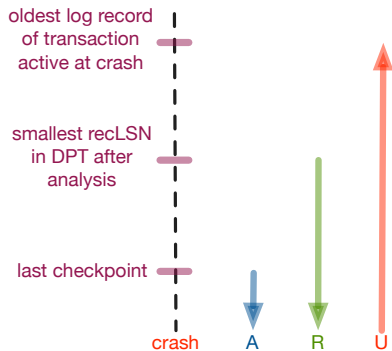 oldest log record
of transaction
active at crash
smallest recLSN
in DPT after
analysis
last checkpoint
crash A R U